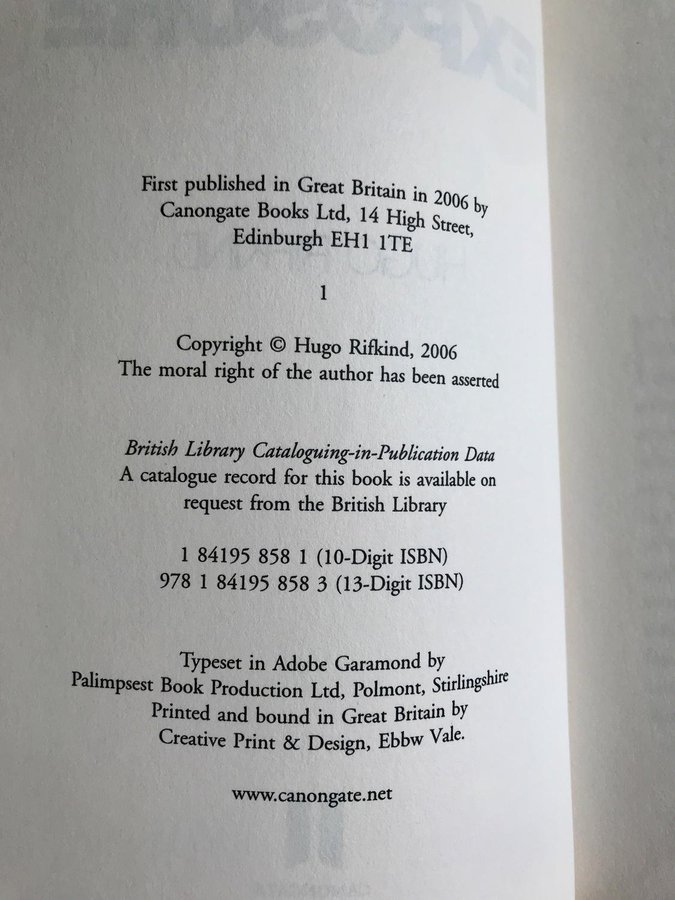 First published in Great Britain in 2006 by
Canongate Books Ltd, 14 High Street,
Edinburgh EH1 1TE
1
Copyright © Hugo Rifkind, 2006
The moral right of the author has been asserted
British Library Cataloguing-in-Publication Data
A catalogue record for this book is available on
request from the British Library
1 84195 858 1 (10-Digit ISBN)
978 1 84195 858 3 (13-Digit ISBN)
Typeset in Adobe Garamond by
Palimpsest Book Production Ltd, Polmont, Stirlingshire
Printed and bound in Great Britain by
Creative Print & Design, Ebbw Vale.
www.canongate.net